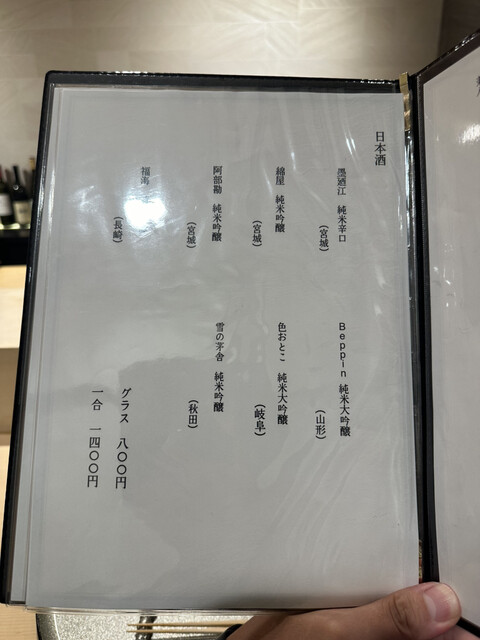 日本酒
墨廼江 純米辛口
(宮城)
綿屋 純米吟醸
(宮城)
阿部勘 純米吟醸
(宮城)
福海
(長崎)
Beppin 純米大吟醸
(山形)
色おとこ 純米大吟醸
(岐阜)
雪の茅舎 純米吟醸
(秋田)
グラス 八〇〇円
一合 一四〇〇円